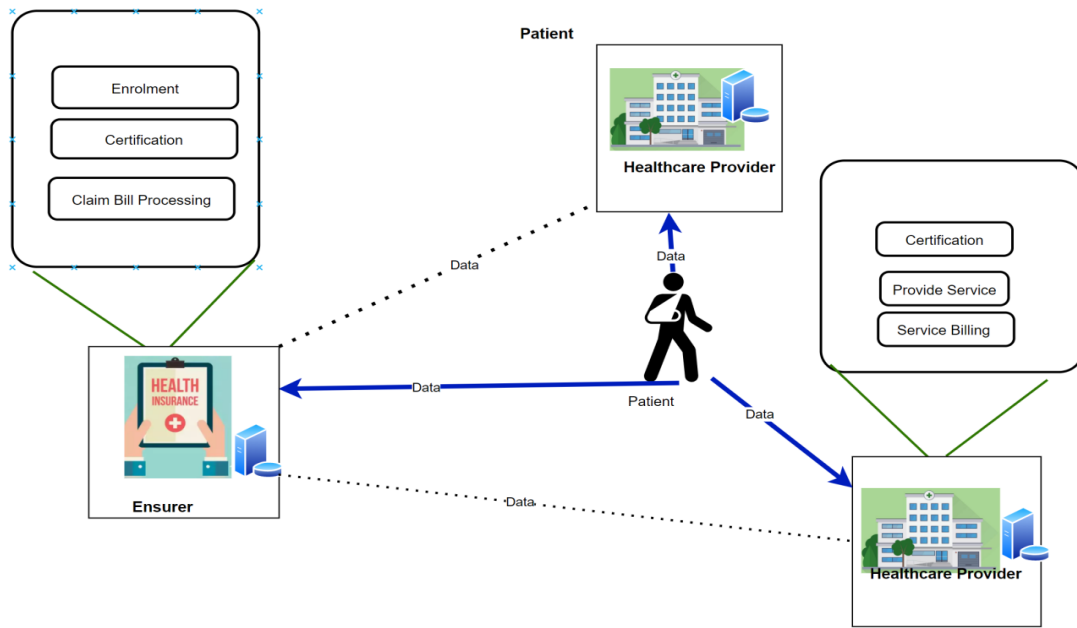 Patient
Enrolment
Certification
Claim Bill Processing
Healthcare Provider
Data
Data
Certification
Provide Service
Service Billing
HEALTH
INSURANCE
Data
Patient
Data
Ensurer
Data
Healthcare Provider